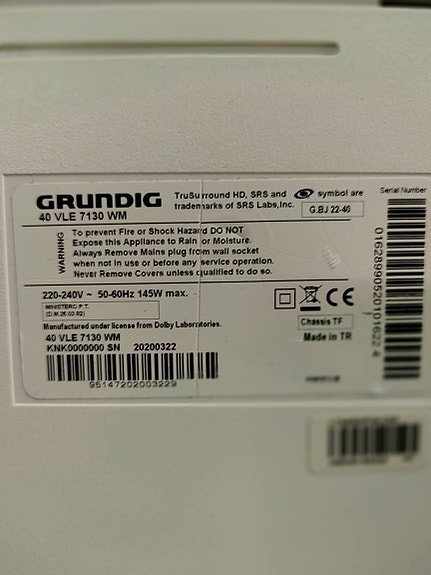 GRUNDIG
40 VLE 7130 WM
TruSurround HD, SRS and symbol are
trademarks of SRS Labs,Inc.
G.BJ 22-40
Serial Number
WARNING
To prevent Fire or Shock Hazard DO NOT
Expose this Appliance to Rain or Moisture.
Always Remove Mains plug from wall socket
when not in use or before any service operation.
Never Remove Covers unless qualified to do so.
220-240V ~ 50-60Hz 145W max.
MINISTERO P.T.
Manufactured under license from Dolby Laboratories.
40 VLE 7130 WM
KNK0000000 SN 20200322
95147202003229
CE
Chassis TF
Made in TR